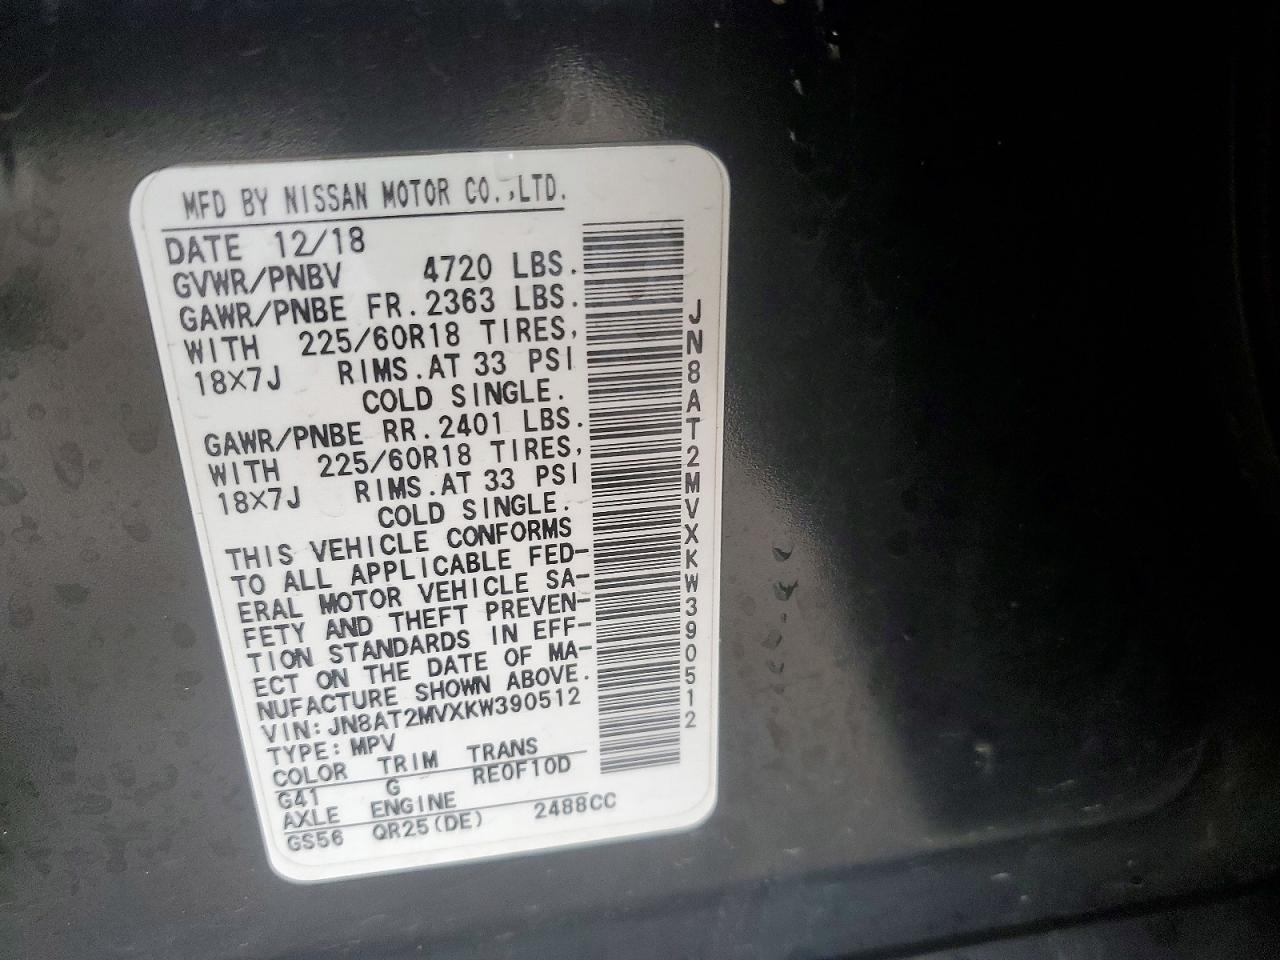 MFD BY NISSAN MOTOR CO.,LTD.
DATE 12/18
GVWR/PNBV 4720 LBS.
GAWR/PNBE FR. 2363 LBS.
WITH 225/60R18 TIRES,
18X7J RIMS. AT 33 PSI
COLD SINGLE.
GAWR/PNBE RR. 2401 LBS.
WITH 225/60R18 TIRES,
18X7J RIMS. AT 33 PSI
COLD SINGLE.
THIS VEHICLE CONFORMS
TO ALL APPLICABLE FED-
ERAL MOTOR VEHICLE SA-
FETY AND THEFT PREVEN-
TION STANDARDS IN EFF-
ECT ON THE DATE OF MA-
NUFACTURE SHOWN ABOVE.
VIN: JN8AT2MVXKW390512
TYPE: MPV
COLOR TRIM TRANS
G41 G RE0F10D
AXLE ENGINE
GS56 QR25(DE) 2488CC
JN8AT2MVXKW390512